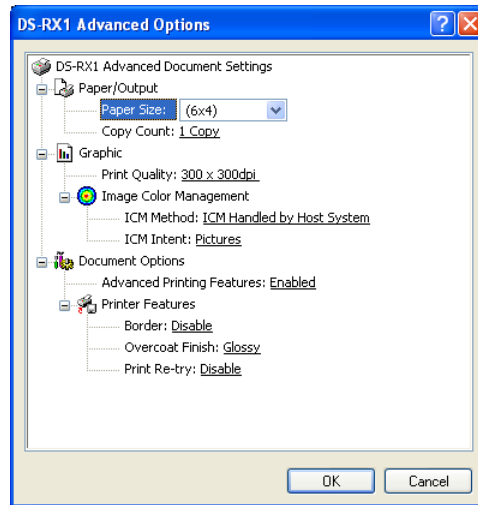 DS-RX1 Advanced Options
DS-RX1 Advanced Document Settings
Paper/Output
Paper Size: (6x4)
Copy Count: 1 Copy
Graphic
Print Quality: 300 x 300dpi
Image Color Management
ICM Method: ICM Handled by Host System
ICM Intent: Pictures
Document Options
Advanced Printing Features: Enabled
Printer Features
Border: Disable
Overcoat Finish: Glossy
Print Re-try: Disable
OK Cancel